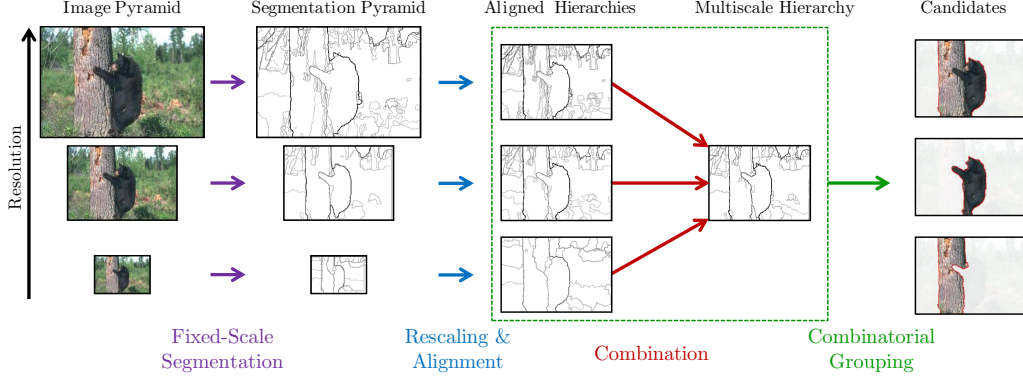 Image Pyramid
Segmentation Pyramid
Aligned Hierarchies
Multiscale Hierarchy
Candidates
Resolution
Fixed-Scale
Segmentation
Rescaling &
Alignment
Combination
Combinatorial
Grouping